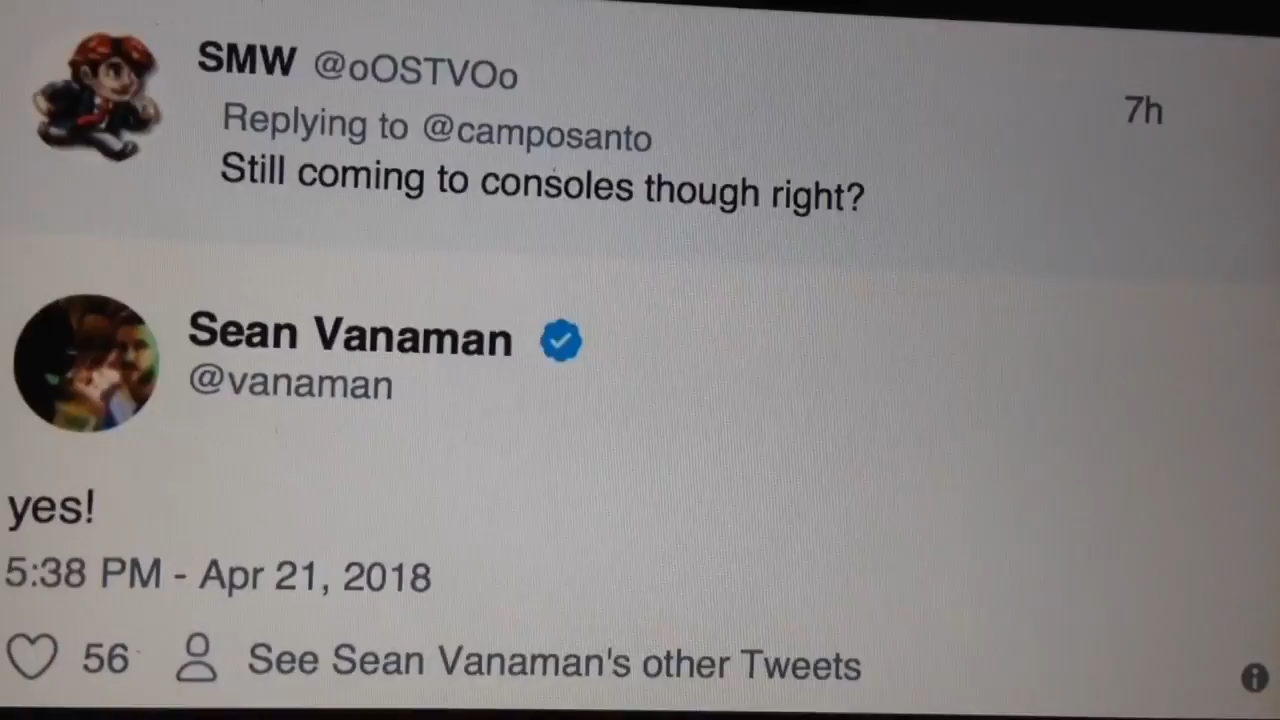 SMW @oOSTVOo
7h
Replying to @camposanto
Still coming to consoles though right?
Sean Vanaman
@vanaman
yes!
5:38 PM - Apr 21, 2018
56 See Sean Vanaman's other Tweets